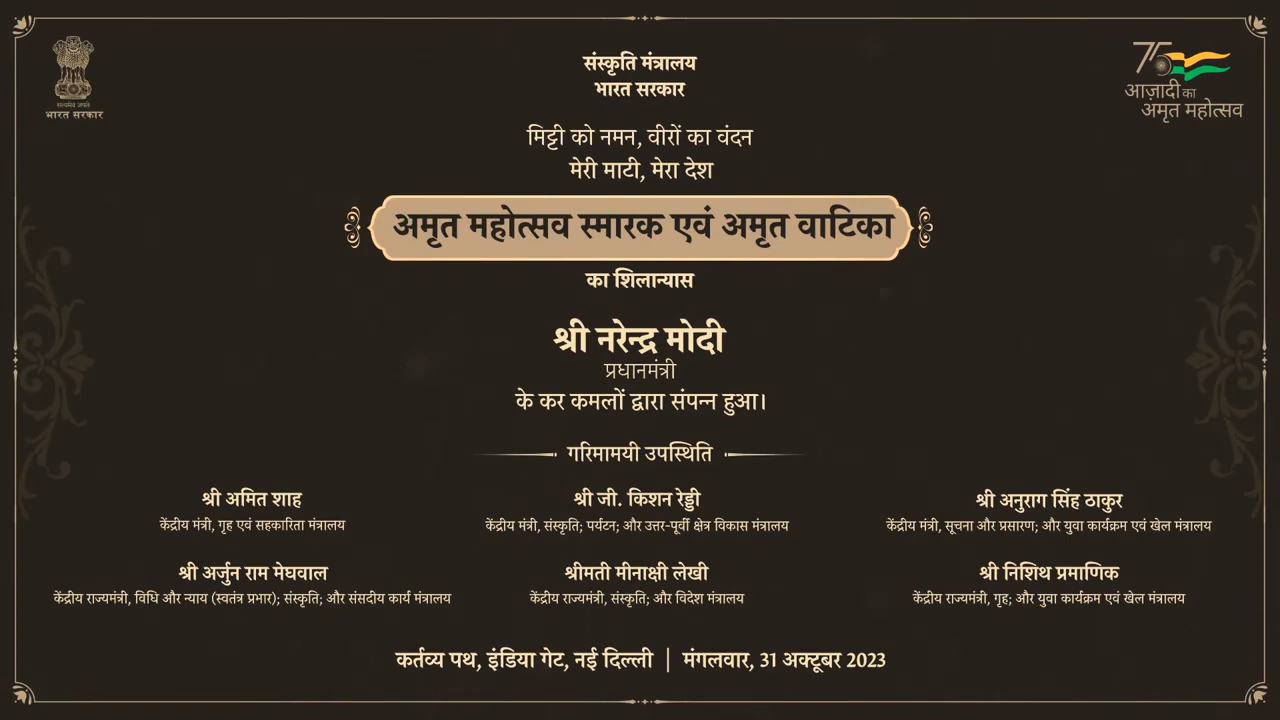 संस्कृति मंत्रालय
भारत सरकार
सत्यमेव जयते
भारत सरकार
75
आज़ादी का
अमृत महोत्सव
मिट्टी को नमन, वीरों का वंदन
मेरी माटी, मेरा देश
अमृत महोत्सव स्मारक एवं अमृत वाटिका
का शिलान्यास
श्री नरेन्द्र मोदी
प्रधानमंत्री
के कर कमलों द्वारा संपन्न हुआ।
गरिमामयी उपस्थिति
श्री अमित शाह
केंद्रीय मंत्री, गृह एवं सहकारिता मंत्रालय
श्री जी. किशन रेड्डी
केंद्रीय मंत्री, संस्कृति; पर्यटन; और उत्तर-पूर्वी क्षेत्र विकास मंत्रालय
श्री अनुराग सिंह ठाकुर
केंद्रीय मंत्री, सूचना और प्रसारण; और युवा कार्यक्रम एवं खेल मंत्रालय
श्री अर्जुन राम मेघवाल
केंद्रीय राज्यमंत्री, विधि और न्याय (स्वतंत्र प्रभार); संस्कृति; और संसदीय कार्य मंत्रालय
श्रीमती मीनाक्षी लेखी
केंद्रीय राज्यमंत्री, संस्कृति; और विदेश मंत्रालय
श्री निशिथ प्रमाणिक
केंद्रीय राज्यमंत्री, गृह; और युवा कार्यक्रम एवं खेल मंत्रालय
कर्तव्य पथ, इंडिया गेट, नई दिल्ली | मंगलवार, 31 अक्टूबर 2023